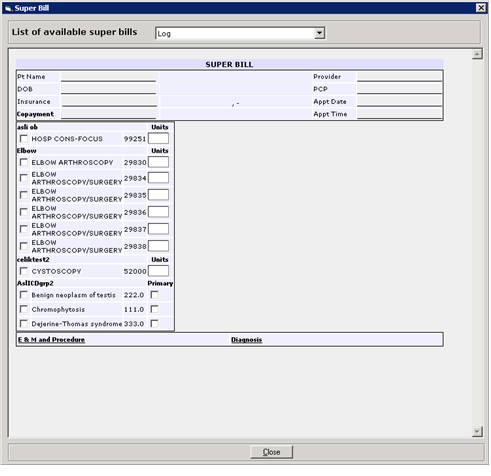 Super Bill
List of available super bills Log
SUPER BILL
Pt Name Provider
DOB PCP
Insurance , - Appt Date
Copayment Appt Time
asli ob Units
HOSP CONS-FOCUS 99251
Elbow Units
ELBOW ARTHROSCOPY 29830
ELBOW
ARTHROSCOPY/SURGERY 29834
ELBOW
ARTHROSCOPY/SURGERY 29835
ELBOW
ARTHROSCOPY/SURGERY 29836
ELBOW
ARTHROSCOPY/SURGERY 29837
ELBOW
ARTHROSCOPY/SURGERY 29838
celiktest2 Units
CYSTOSCOPY 52000
AslICDgrp2 Primary
Benign neoplasm of testis 222.0
Chromophytosis 111.0
Dejerine-Thomas syndrome 333.0
E & M and Procedure Diagnosis
Close